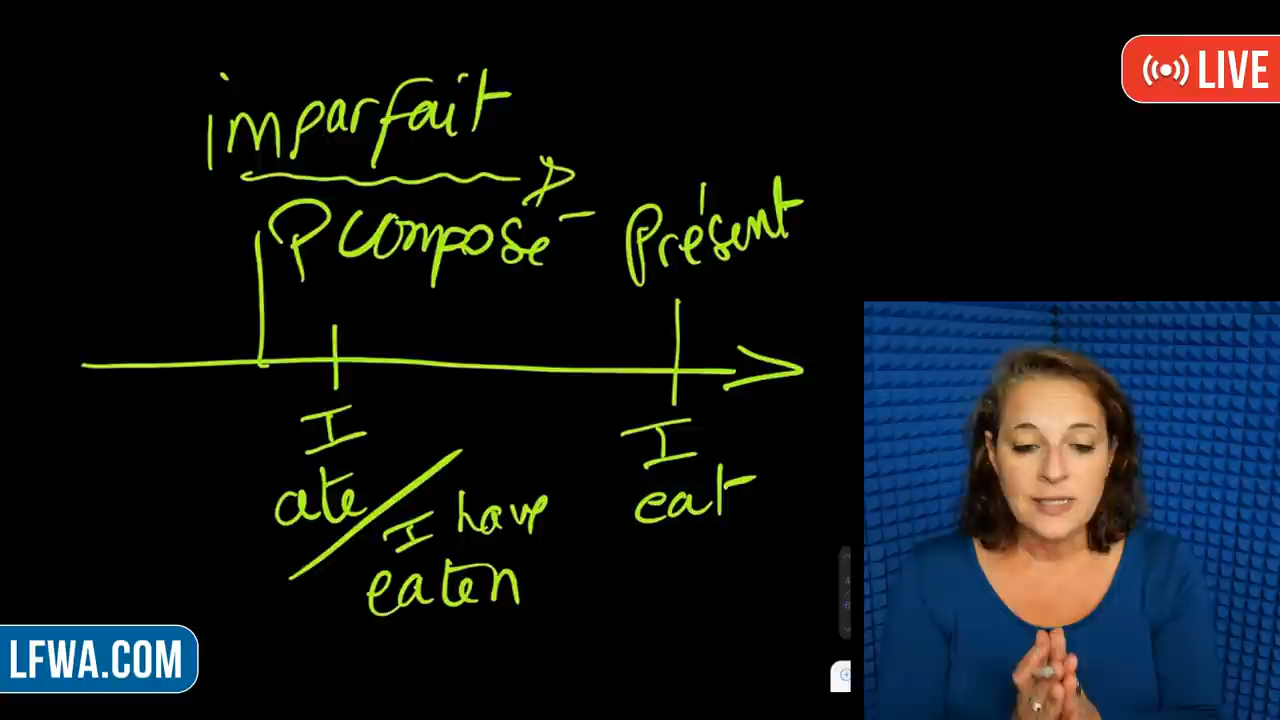 LIVE
imparfait
P composé
Présent
I
ate
I have
eaten
I
eat
LFWA.COM